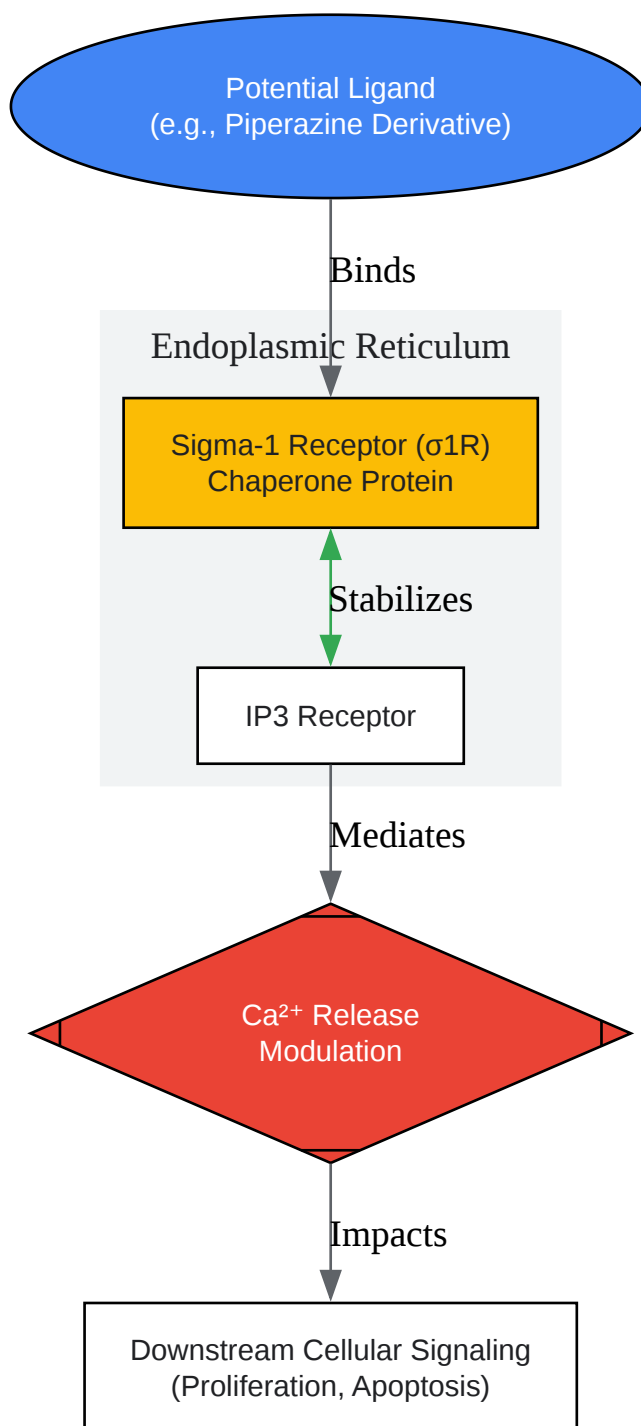 Potential Ligand
(e.g., Piperazine Derivative)
Binds
Endoplasmic Reticulum
Sigma-1 Receptor (σ1R)
Chaperone Protein
Stabilizes
IP3 Receptor
Mediates
Ca²⁺ Release
Modulation
Impacts
Downstream Cellular Signaling
(Proliferation, Apoptosis)